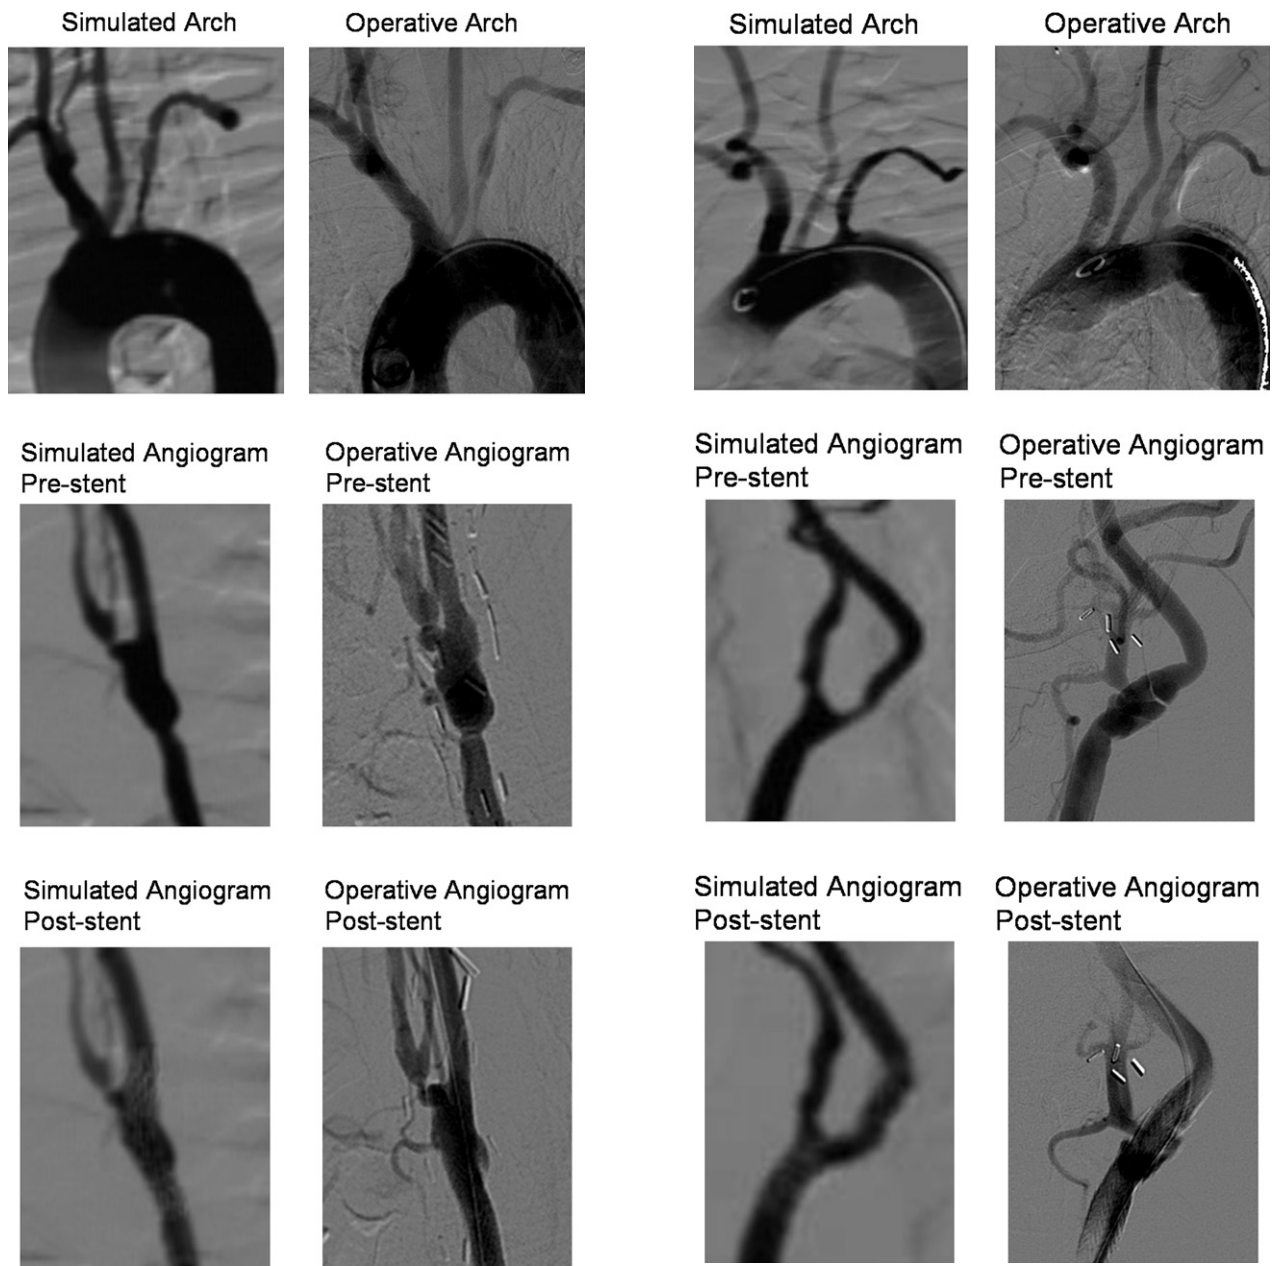 Simulated Arch
Operative Arch
Simulated Arch
Operative Arch
Simulated Angiogram
Pre-stent
Operative Angiogram
Pre-stent
Simulated Angiogram
Pre-stent
Operative Angiogram
Pre-stent
Simulated Angiogram
Post-stent
Operative Angiogram
Post-stent
Simulated Angiogram
Post-stent
Operative Angiogram
Post-stent